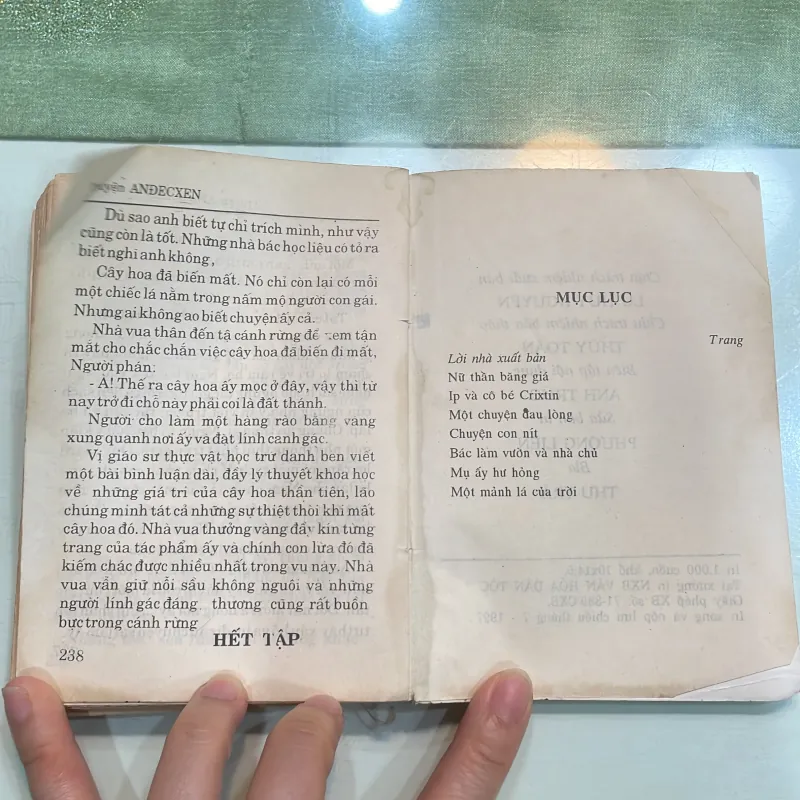 ANĐECXEN
Dù sao anh biết tự chỉ trích mình, như vậy
cũng còn là tốt. Những nhà bác học liệu có tỏ ra
biết nghĩ anh không,
Cây hoa đã biến mất. Nó chỉ còn lại có mỗi
một chiếc lá nằm trong nấm mộ người con gái.
Nhưng ai không ao biết chuyện ấy cả.
Nhà vua thân đến tậ cánh rừng để xem tận
mắt cho chắc chắn việc cây hoa đã biến đi mất,
Người phán:
- À! Thế ra cây hoa ấy mọc ở đây, vậy thì từ
nay trở đi chỗ này phải coi là đất thánh.
Người cho làm một hàng rào bằng vàng
xung quanh nơi ấy và đặt lính canh gác.
Vị giáo sư thực vật học trứ danh bèn viết
một bài bình luận dài, đầy lý thuyết khoa học
về những giá trị của cây hoa thần tiên, lão
chúng minh tát cả những sự thiệt thòi khi mất
cây hoa đó. Nhà vua thưởng vàng đầy kín từng
trang của tác phẩm ấy và chính con lừa đó đã
kiếm chác được nhiều nhất trong vụ này. Nhà
vua vẫn giữ nỗi sầu không nguôi và những
người lính gác đáng thương cũng rất buồn
bực trong cánh rừng
HẾT TẬP
238
MỤC LỤC
Trang
Lời nhà xuất bản
Nữ thần băng giá
Ip và cô bé Crixtin
Một chuyện đau lòng
Chuyện con nít
Bác làm vườn và nhà chủ
Mụ ấy hư hỏng
Một mảnh lá của trời